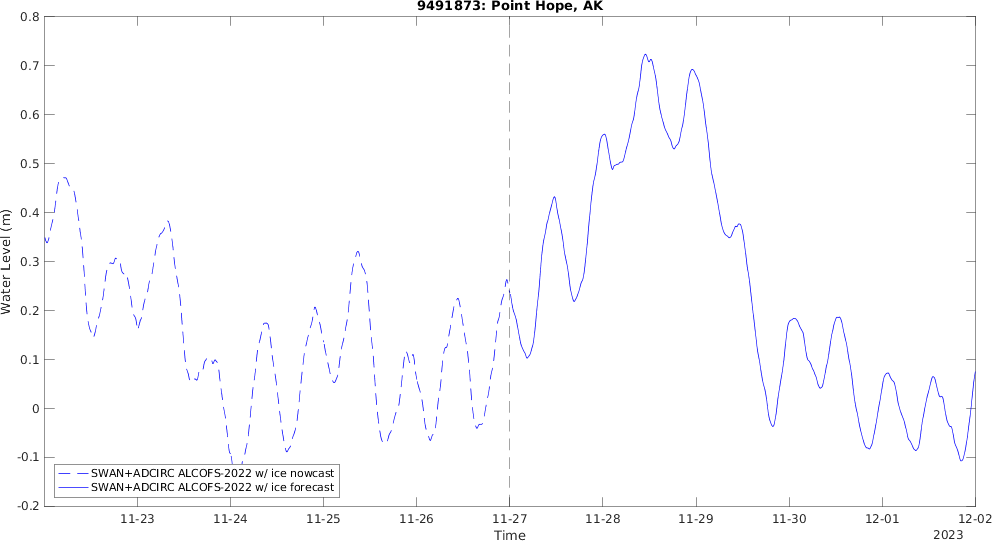 9491873: Point Hope, AK
0.8
0.7
0.6
0.5
0.4
0.3
0.2
0.1
0
-0.1
-0.2
Water Level (m)
SWAN+ADCIRC ALCOFS-2022 w/ ice nowcast
SWAN+ADCIRC ALCOFS-2022 w/ ice forecast
11-23 11-24 11-25 11-26 11-27 11-28 11-29 11-30 12-01 12-02
Time
2023